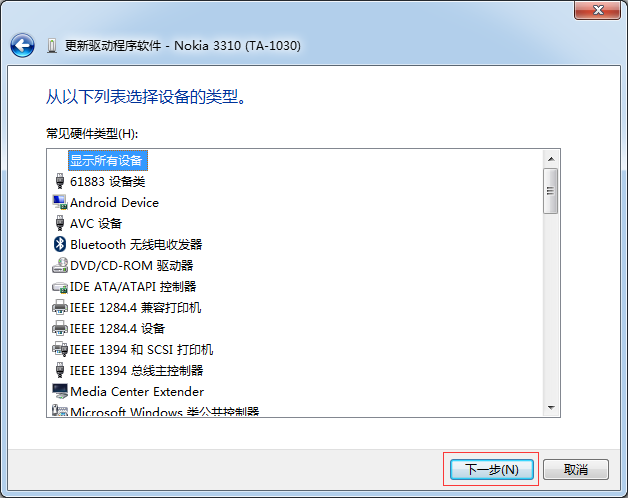 更新驱动程序软件 - Nokia 3310 (TA-1030)
从以下列表选择设备的类型。
常见硬件类型(H):
显示所有设备
61883 设备类
Android Device
AVC 设备
Bluetooth 无线电收发器
DVD/CD-ROM 驱动器
IDE ATA/ATAPI 控制器
IEEE 1284.4 兼容打印机
IEEE 1284.4 设备
IEEE 1394 和 SCSI 打印机
IEEE 1394 总线主控制器
Media Center Extender
Microsoft Windows 类公共控制器
下一步(N)
取消